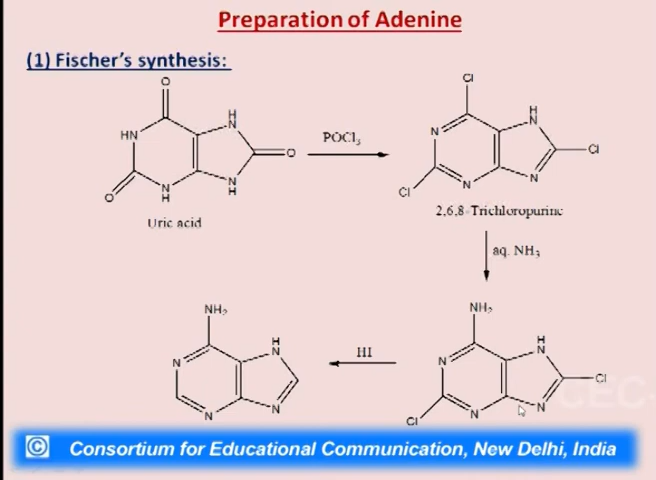 Preparation of Adenine
(1) Fischer's synthesis:
O
HN
H
N
O
O
N
H
N
H
Uric acid
POCl3
Cl
N
H
N
Cl
Cl
N
N
2,6,8-Trichloropurine
aq. NH3
NH2
N
H
N
N
N
HI
NH2
N
H
N
Cl
Cl
N
N
CEC
© Consortium for Educational Communication, New Delhi, India